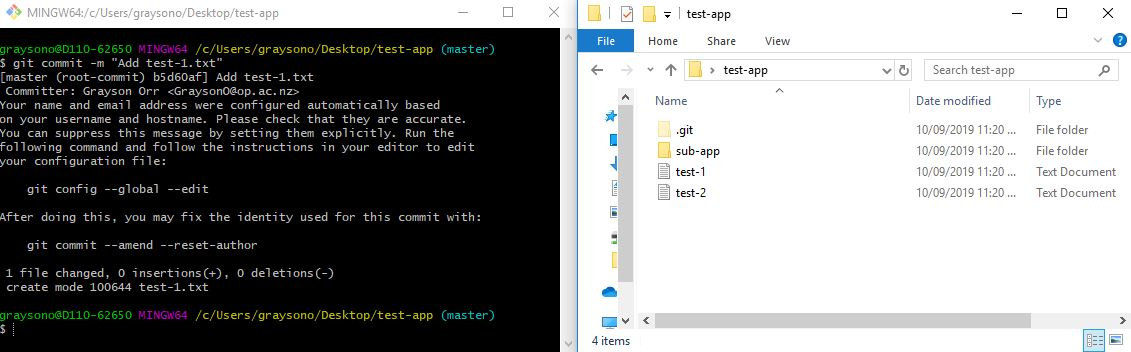 MINGW64:/c/Users/graysono/Desktop/test-app
graysono@D110-62650 MINGW64 /c/Users/graysono/Desktop/test-app (master)
$ git commit -m "Add test-1.txt"
[master (root-commit) b5d60af] Add test-1.txt
Committer: Grayson Orr <GraysonO@op.ac.nz>
Your name and email address were configured automatically based
on your username and hostname. Please check that they are accurate.
You can suppress this message by setting them explicitly. Run the
following command and follow the instructions in your editor to edit
your configuration file:
git config --global --edit
After doing this, you may fix the identity used for this commit with:
git commit --amend --reset-author
1 file changed, 0 insertions(+), 0 deletions(-)
create mode 100644 test-1.txt
graysono@D110-62650 MINGW64 /c/Users/graysono/Desktop/test-app (master)
$
test-app
File Home Share View
test-app Search test-app
Name Date modified Type
.git 10/09/2019 11:20 ... File folder
sub-app 10/09/2019 11:20 ... File folder
test-1 10/09/2019 11:20 ... Text Document
test-2 10/09/2019 11:20 ... Text Document
4 items